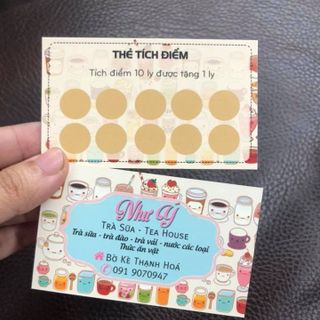 THẺ TÍCH ĐIỂM
Tích điểm 10 ly được tặng 1 ly
Như Ý
TRÀ SỮA - TEA HOUSE
Trà sữa - trà đào - trà vải - nước các loại
Thức ăn vặt
Bờ Kè Thạnh Hoá
091 9070947